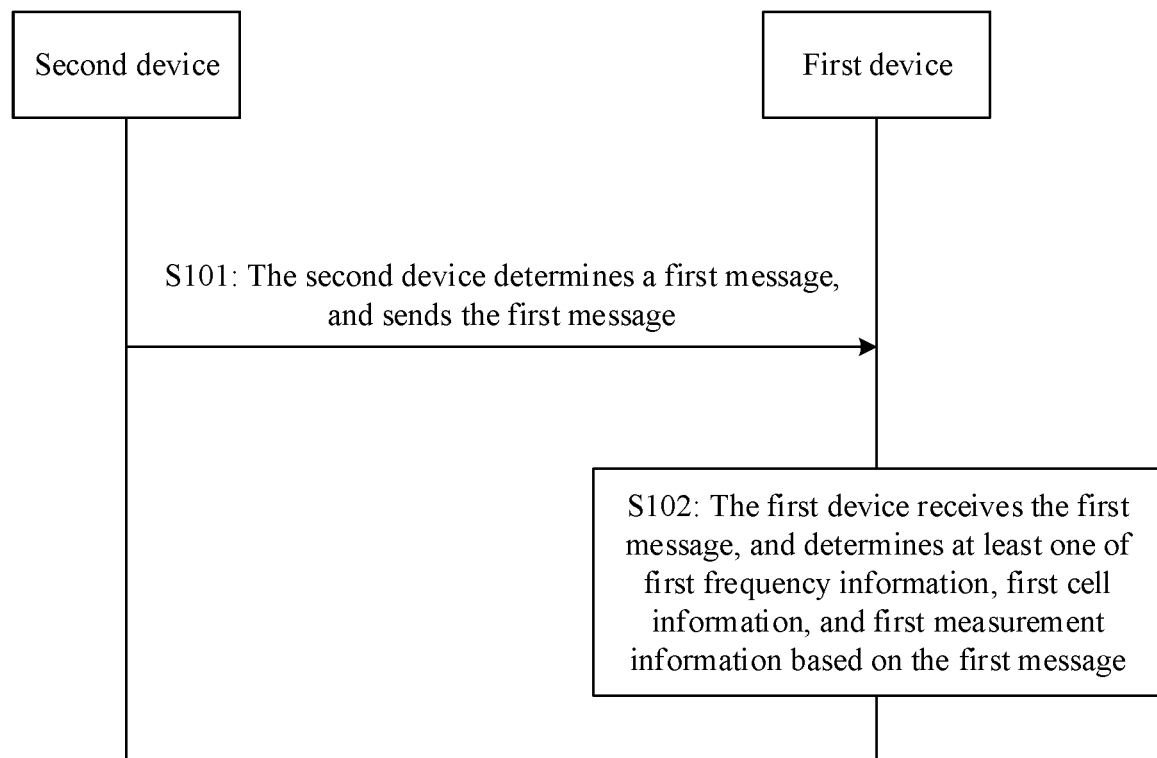 Second device
First device
S101: The second device determines a first message,
and sends the first message
S102: The first device receives the first
message, and determines at least one of
first frequency information, first cell
information, and first measurement
information based on the first message